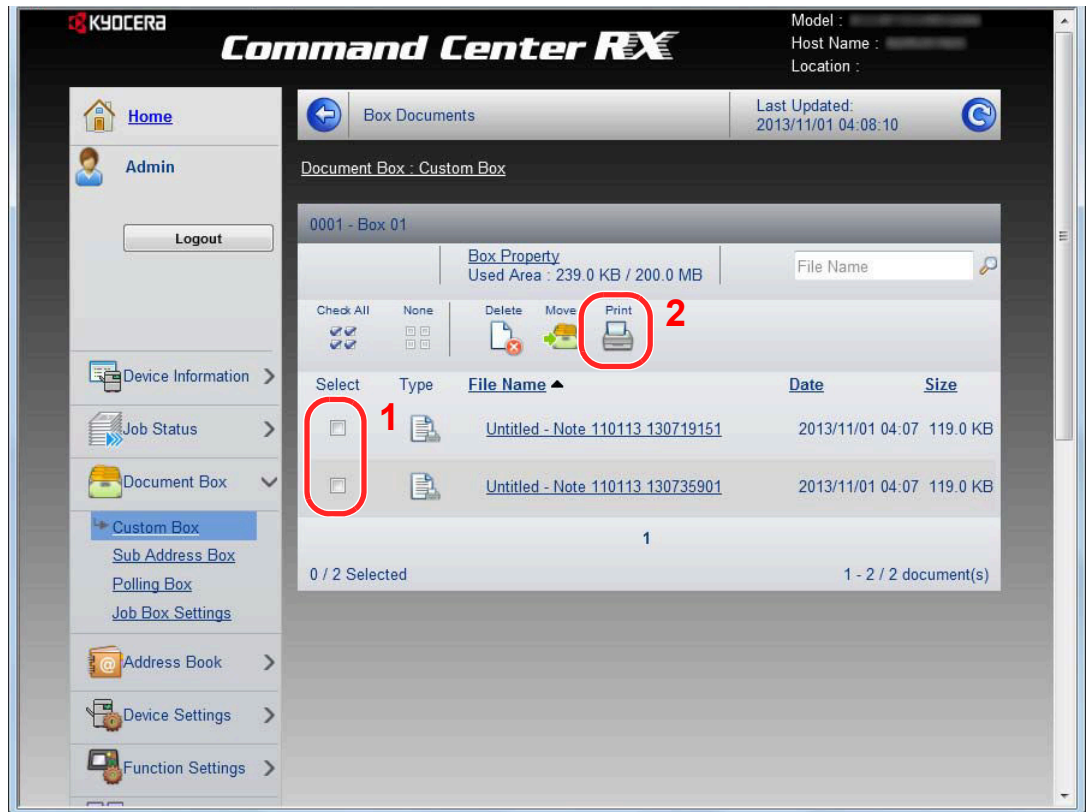 KYOCERA
Command Center RX
Model :
Host Name :
Location :
Home
Admin
Logout
Device Information
Job Status
Document Box
Custom Box
Sub Address Box
Polling Box
Job Box Settings
Address Book
Device Settings
Function Settings
Box Documents
Last Updated:
2013/11/01 04:08:10
Document Box : Custom Box
0001 - Box 01
Box Property
Used Area : 239.0 KB / 200.0 MB
File Name
Check All None Delete Move Print 2
Select Type File Name Date Size
1
Untitled - Note 110113 130719151 2013/11/01 04:07 119.0 KB
Untitled - Note 110113 130735901 2013/11/01 04:07 119.0 KB
1
0 / 2 Selected 1 - 2 / 2 document(s)